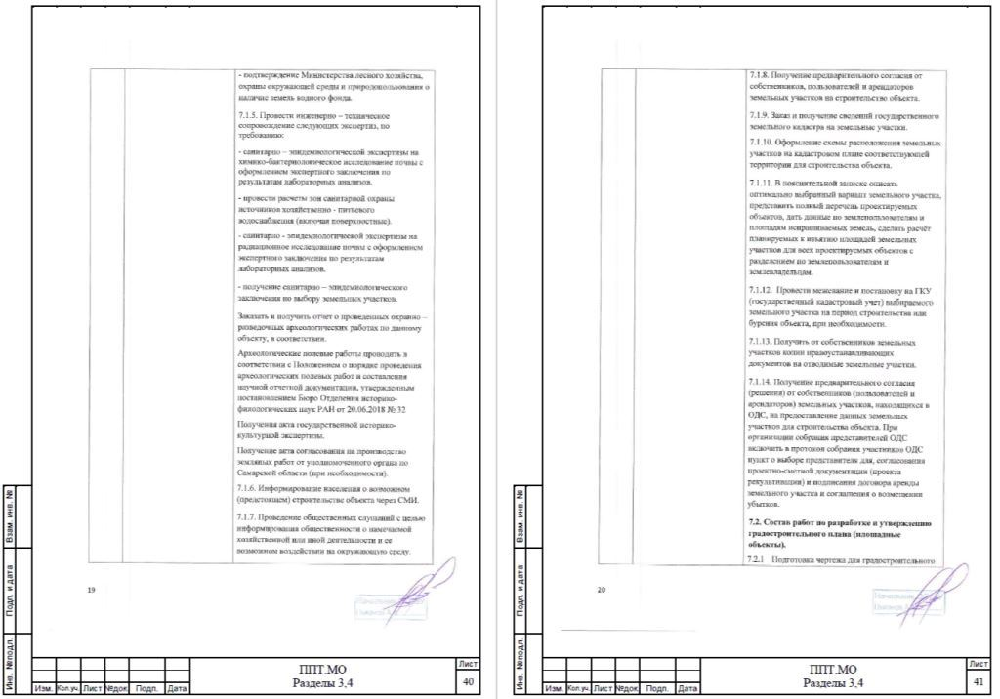 - подтверждение Министерства лесного хозяйства,
охраны окружающей среды и природопользования о
наличие земель водного фонда.
7.1.5. Провести инженерно – техническое
сопровождение следующих экспертиз, по
требованию:
- санитарно – эпидемиологической экспертизы на
химико-бактериологическое исследование почвы с
оформлением экспертного заключения по
результатам лабораторных анализов.
- провести расчеты зон санитарной охраны
источников хозяйственно - питьевого
водоснабжения (включая поверхностные).
- санитарно - эпидемиологической экспертизы на
радиационное исследование почвы с оформлением
экспертного заключения по результатам
лабораторных анализов.
- получение санитарно – эпидемиологического
заключения по выбору земельных участков.
Заказать и получить отчет о проведенных охранно –
разведочных археологических работах по данному
объекту, в соответствии.
Археологические полевые работы проводить в
соответствии с Положением о порядке проведения
археологических полевых работ и составления
научной отчетной документации, утвержденным
постановлением Бюро Отделения историко-
филологических наук РАН от 20.06.2018 № 32
Получения акта государственной историко-
культурной экспертизы.
Получение акта согласования на производство
земляных работ от уполномоченного органа по
Самарской области (при необходимости).
7.1.6. Информирование населения о возможном
(предстоящем) строительстве объекта через СМИ.
7.1.7. Проведение общественных слушаний с целью
информирования общественности о намечаемой
хозяйственной или иной деятельности и ее
возможном воздействии на окружающую среду.
19
Взам. инв. №
Подп. и дата
Инв. №подл.
Изм. Кол.уч. Лист №док Подп. Дата
ППТ.МО
Разделы 3,4
Лист
40
7.1.8. Получение предварительного согласия от
собственников, пользователей и арендаторов
земельных участков на строительство объекта.
7.1.9. Заказ и получение сведений государственного
земельного кадастра на земельные участки.
7.1.10. Оформление схемы расположения земельных
участков на кадастровом плане соответствующей
территории для строительства объекта.
7.1.11. В пояснительной записке описать
оптимально выбранный вариант земельного участка,
представить полный перечень проектируемых
объектов, дать данные по землепользователям и
площадям испрашиваемых земель, сделать расчёт
планируемых к изъятию площадей земельных
участков для всех проектируемых объектов с
разделением по землепользователям и
землевладельцам.
7.1.12. Провести межевание и постановку на ГКУ
(государственный кадастровый учет) выбираемого
земельного участка на период строительства или
бурения объекта, при необходимости.
7.1.13. Получить от собственников земельных
участков копии правоустанавливающих
документов на отводимые земельные участки.
7.1.14. Получение предварительного согласия
(решения) от собственников (пользователей и
арендаторов) земельных участков, находящихся в
ОДС, на предоставление данных земельных
участков для строительства объекта. При
организации собрания представителей ОДС
включить в протокол собрания участников ОДС
пункт о выборе представителя для, согласования
проектно-сметной документации (проекта
рекультивации) и подписания договора аренды
земельного участка и соглашения о возмещении
убытков.
7.2. Состав работ по разработке и утверждению
градостроительного плана (площадные
объекты).
7.2.1 Подготовка чертежа для градостроительного
20
Взам. инв. №
Подп. и дата
Инв. №подл.
Изм. Кол.уч. Лист №док Подп. Дата
ППТ.МО
Разделы 3,4
Лист
41